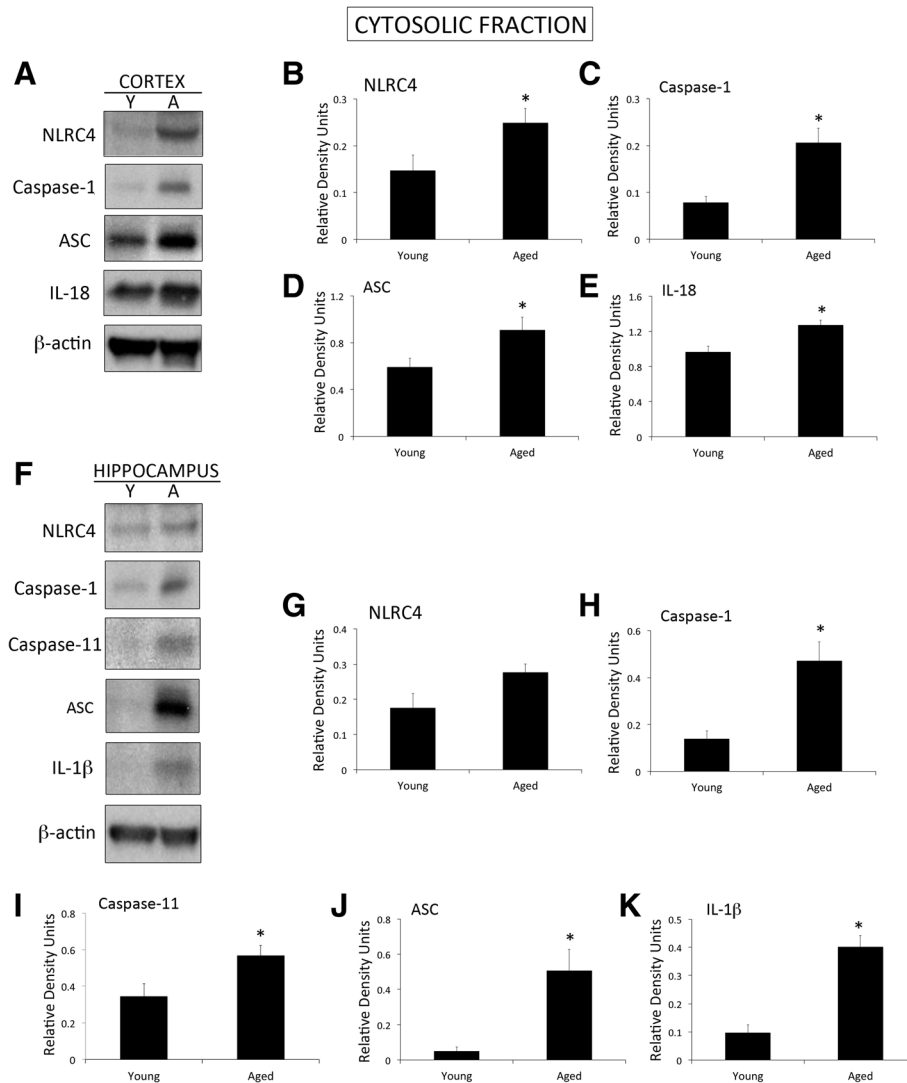 CYTOSOLIC FRACTION
A
CORTEX
Y A
NLRC4
Caspase-1
ASC
IL-18
β-actin
B
NLRC4
Relative Density Units
0.3
0.2
0.1
0
*
Young Aged
C
Caspase-1
Relative Density Units
0.3
0.2
0.1
0
*
Young Aged
D
ASC
Relative Density Units
1.2
0.8
0.4
0
*
Young Aged
E
IL-18
Relative Density Units
1.6
1.2
0.8
0.4
0
*
Young Aged
F
HIPPOCAMPUS
Y A
NLRC4
Caspase-1
Caspase-11
ASC
IL-1β
β-actin
G
NLRC4
Relative Density Units
0.4
0.3
0.2
0.1
0
Young Aged
H
Caspase-1
Relative Density Units
0.6
0.4
0.2
0
*
Young Aged
I
Caspase-11
Relative Density Units
0.8
0.6
0.4
0.2
0
*
Young Aged
J
ASC
Relative Density Units
0.8
0.6
0.4
0.2
0
*
Young Aged
K
IL-1β
Relative Density Units
0.5
0.4
0.3
0.2
0.1
0
*
Young Aged